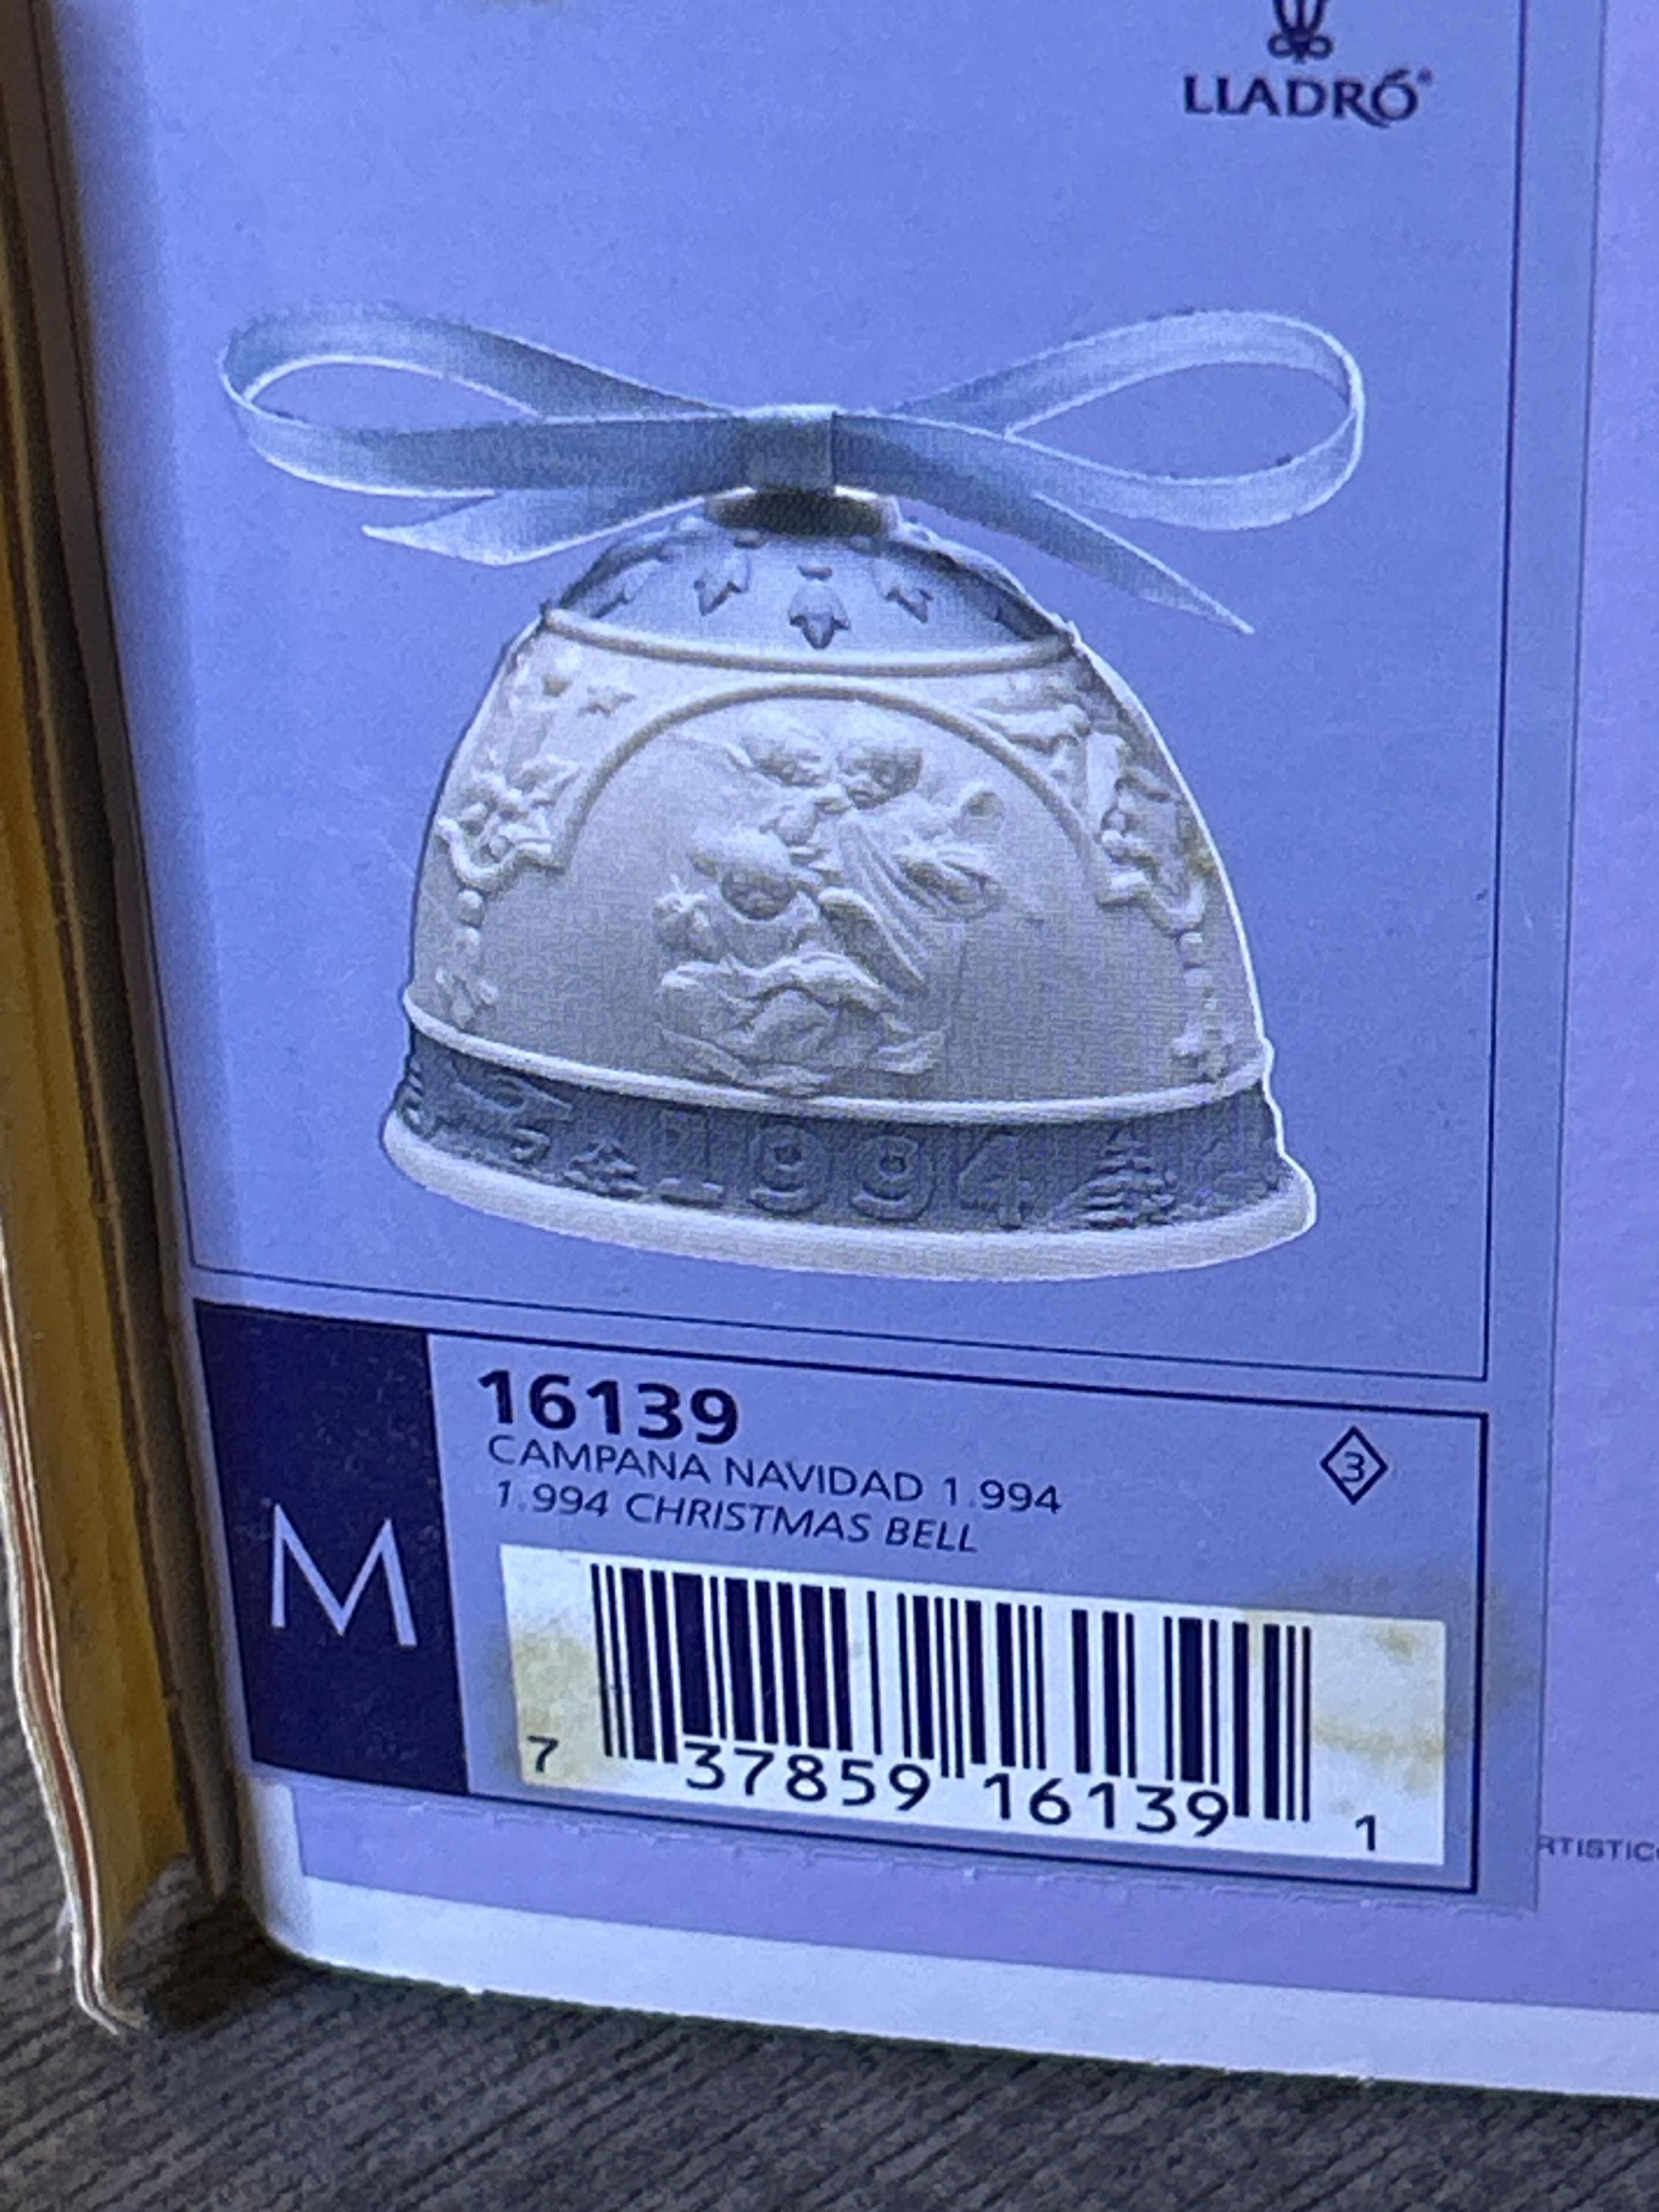 LLADRÓ®
1994
16139
CAMPANA NAVIDAD 1.994
1.994 CHRISTMAS BELL
3
M
7 37859 16139 1